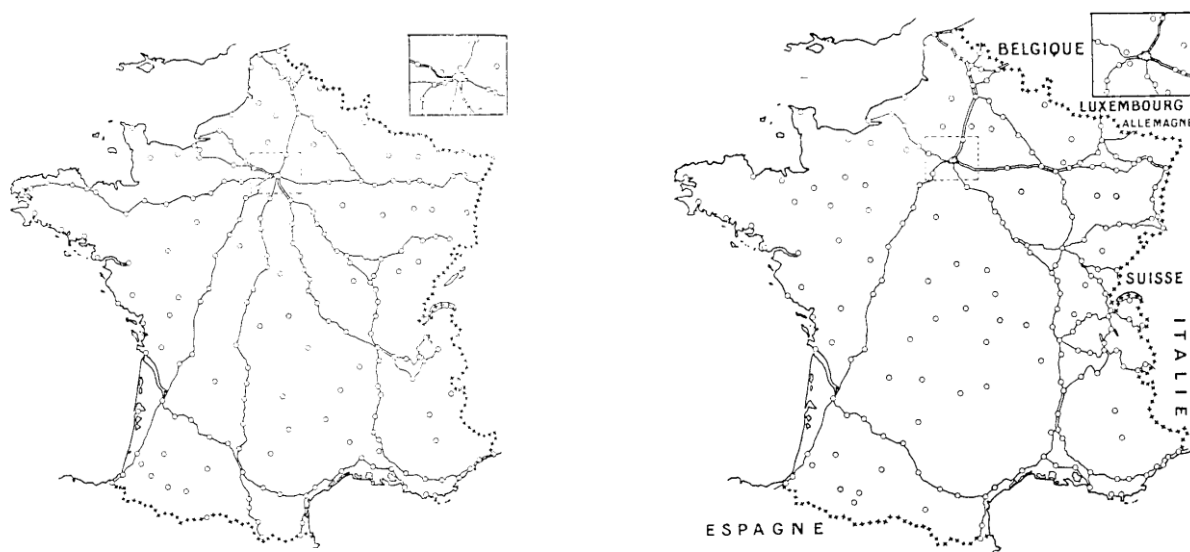 BELGIQUE
LUXEMBOURG
ALLEMAGNE
SUISSE
ITALIE
ESPAGNE